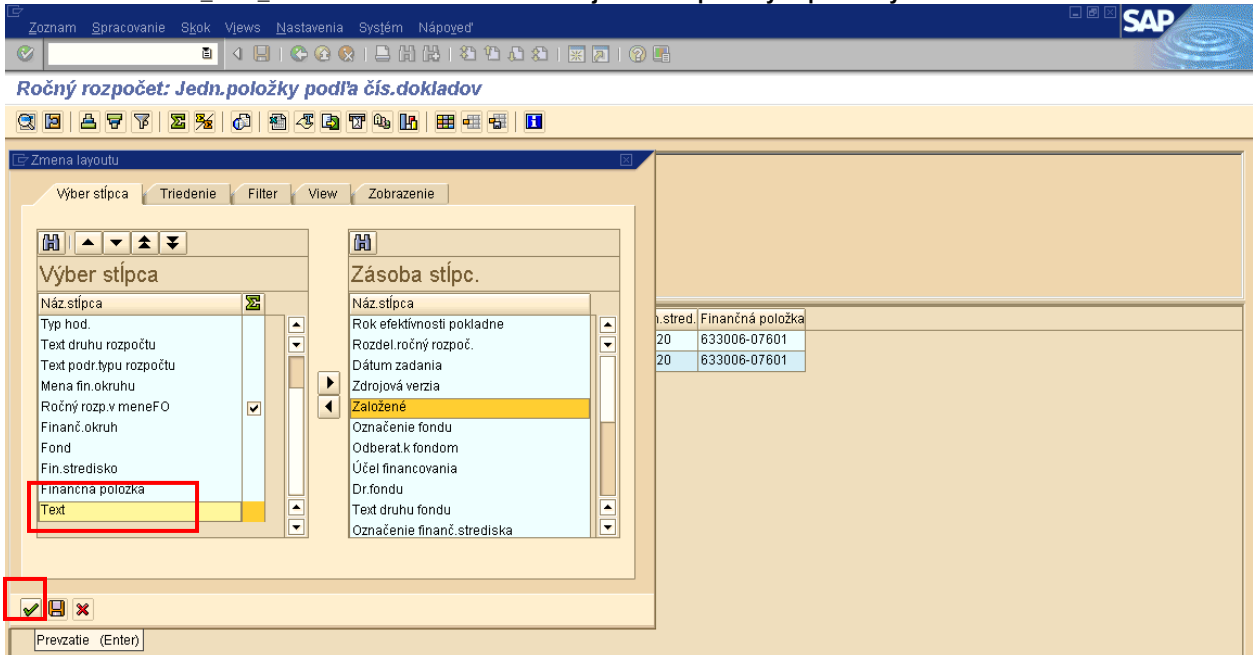 Zoznam Spracovanie Skok Views Nastavenia Systém Nápoveď
SAP
Ročný rozpočet: Jedn.položky podľa čís.dokladov
Zmena layoutu
Výber stĺpca Triedenie Filter View Zobrazenie
Výber stĺpca
Náz.stĺpca
Typ hod.
Text druhu rozpočtu
Text podr.typu rozpočtu
Mena fin.okruhu
Ročný rozp.v meneFO
Finanč.okruh
Fond
Fin.stredisko
Finančná položka
Text
Zásoba stĺpc.
Náz.stĺpca
Rok efektívnosti pokladne
Rozdel.ročný rozpoč.
Dátum zadania
Zdrojová verzia
Založené
Označenie fondu
Odberat.k fondom
Účel financovania
Dr.fondu
Text druhu fondu
Označenie finanč.strediska
n.stred. Finančná položka
20 633006-07601
20 633006-07601
Prevzatie (Enter)